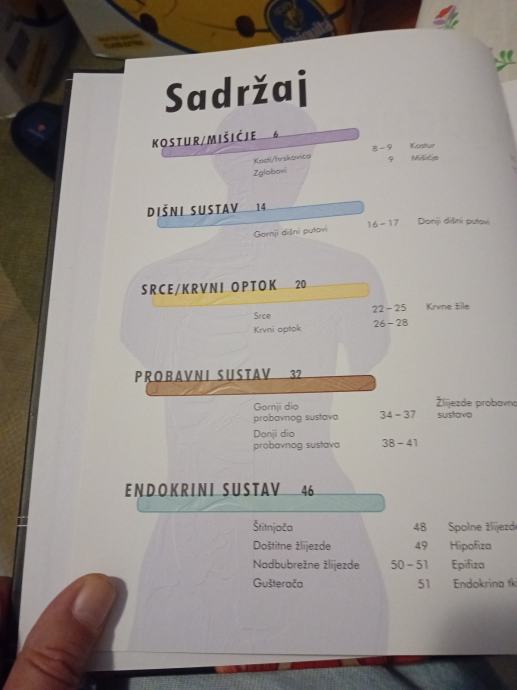 Sadržaj
KOSTUR/MIŠIĆJE 6
Kosti/hrskavica 8–9 Kostur
Zglobovi 9 Mišićje
DIŠNI SUSTAV 14
Gornji dišni putovi 16–17 Donji dišni putovi
SRCE/KRVNI OPTOK 20
Srce 22–25 Krvne žile
Krvni optok 26–28
PROBAVNI SUSTAV 32
Gornji dio Žlijezde
probavnog sustava 34–37 sustava
Donji dio
probavnog sustava 38–41
ENDOKRINI SUSTAV 46
Štitnjača 48 Spolne
Doštitne žlijezde 49 Hipofiza
Nadbubrežne žlijezde 50–51 Epifiza
Gušterača 51 Endokrina